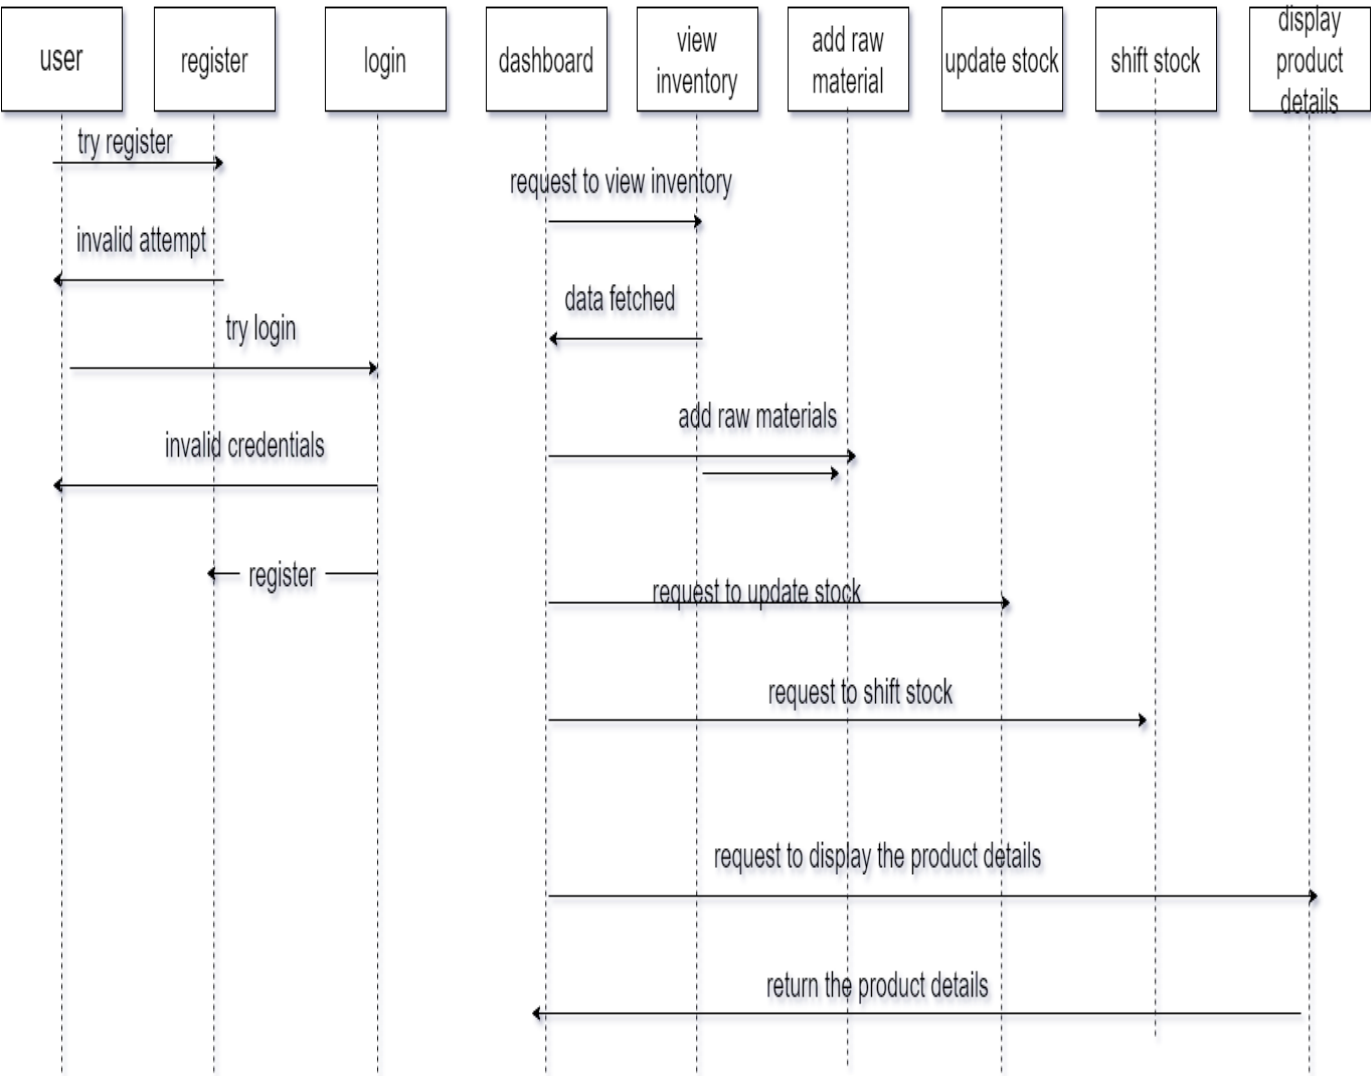 user
register
login
dashboard
view
inventory
add raw
material
update stock
shift stock
display
product
details
try register
request to view inventory
invalid attempt
data fetched
try login
add raw materials
invalid credentials
register
request to update stock
request to shift stock
request to display the product details
return the product details